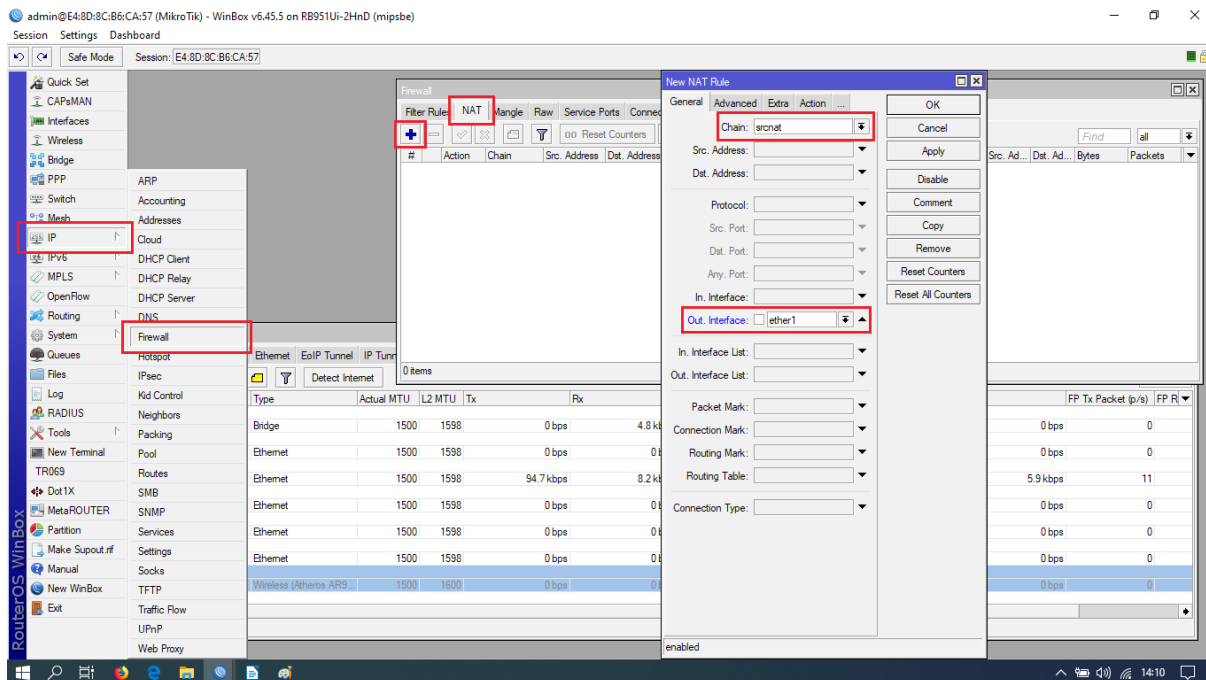 admin@E4:8D:8C:B6:CA:57 (MikroTik) - WinBox v6.45.5 on RB951Ui-2HnD (mipsbe)
Session Settings Dashboard
Safe Mode Session: E4:8D:8C:B6:CA:57
Quick Set
CAPsMAN
Interfaces
Wireless
Bridge
PPP
Switch
Mesh
IP
IPv6
MPLS
OpenFlow
Routing
System
Queues
Files
Log
RADIUS
Tools
New Terminal
TR069
Dot1X
MetaROUTER
Partition
Make Supout.rif
Manual
New WinBox
Exit
RouterOS WinBox
ARP
Accounting
Addresses
Cloud
DHCP Client
DHCP Relay
DHCP Server
DNS
Firewall
Hotspot
IPsec
Kid Control
Neighbors
Packing
Pool
Routes
SMB
SNMP
Services
Settings
Socks
TFTP
Traffic Flow
UPnP
Web Proxy
Firewall
Filter Rules NAT Mangle Raw Service Ports Connec
00 Reset Counters
Find all
# Action Chain Src. Address Dst. Address
Src. Ad... Dst. Ad... Bytes Packets
0 items
New NAT Rule
General Advanced Extra Action ...
Chain: srcnat
Src. Address:
Dst. Address:
Protocol:
Src. Port:
Dst. Port:
Any. Port:
In. Interface:
Out. Interface: ether1
In. Interface List:
Out. Interface List:
Packet Mark:
Connection Mark:
Routing Mark:
Routing Table:
Connection Type:
enabled
OK
Cancel
Apply
Disable
Comment
Copy
Remove
Reset Counters
Reset All Counters
Ethernet EoIP Tunnel IP Tunn
Detect Internet
Type Actual MTU L2 MTU Tx Rx FP Tx Packet (p/s) FP R
Bridge 1500 1598 0 bps 4.8 kb 0 bps 0
Ethernet 1500 1598 0 bps 0 b 0 bps 0
Ethernet 1500 1598 94.7 kbps 8.2 kb 5.9 kbps 11
Ethernet 1500 1598 0 bps 0 b 0 bps 0
Ethernet 1500 1598 0 bps 0 b 0 bps 0
Ethernet 1500 1598 0 bps 0 b 0 bps 0
Wireless (Atheros AR9... 1500 1600 0 bps 0 b 0 bps 0
14:10